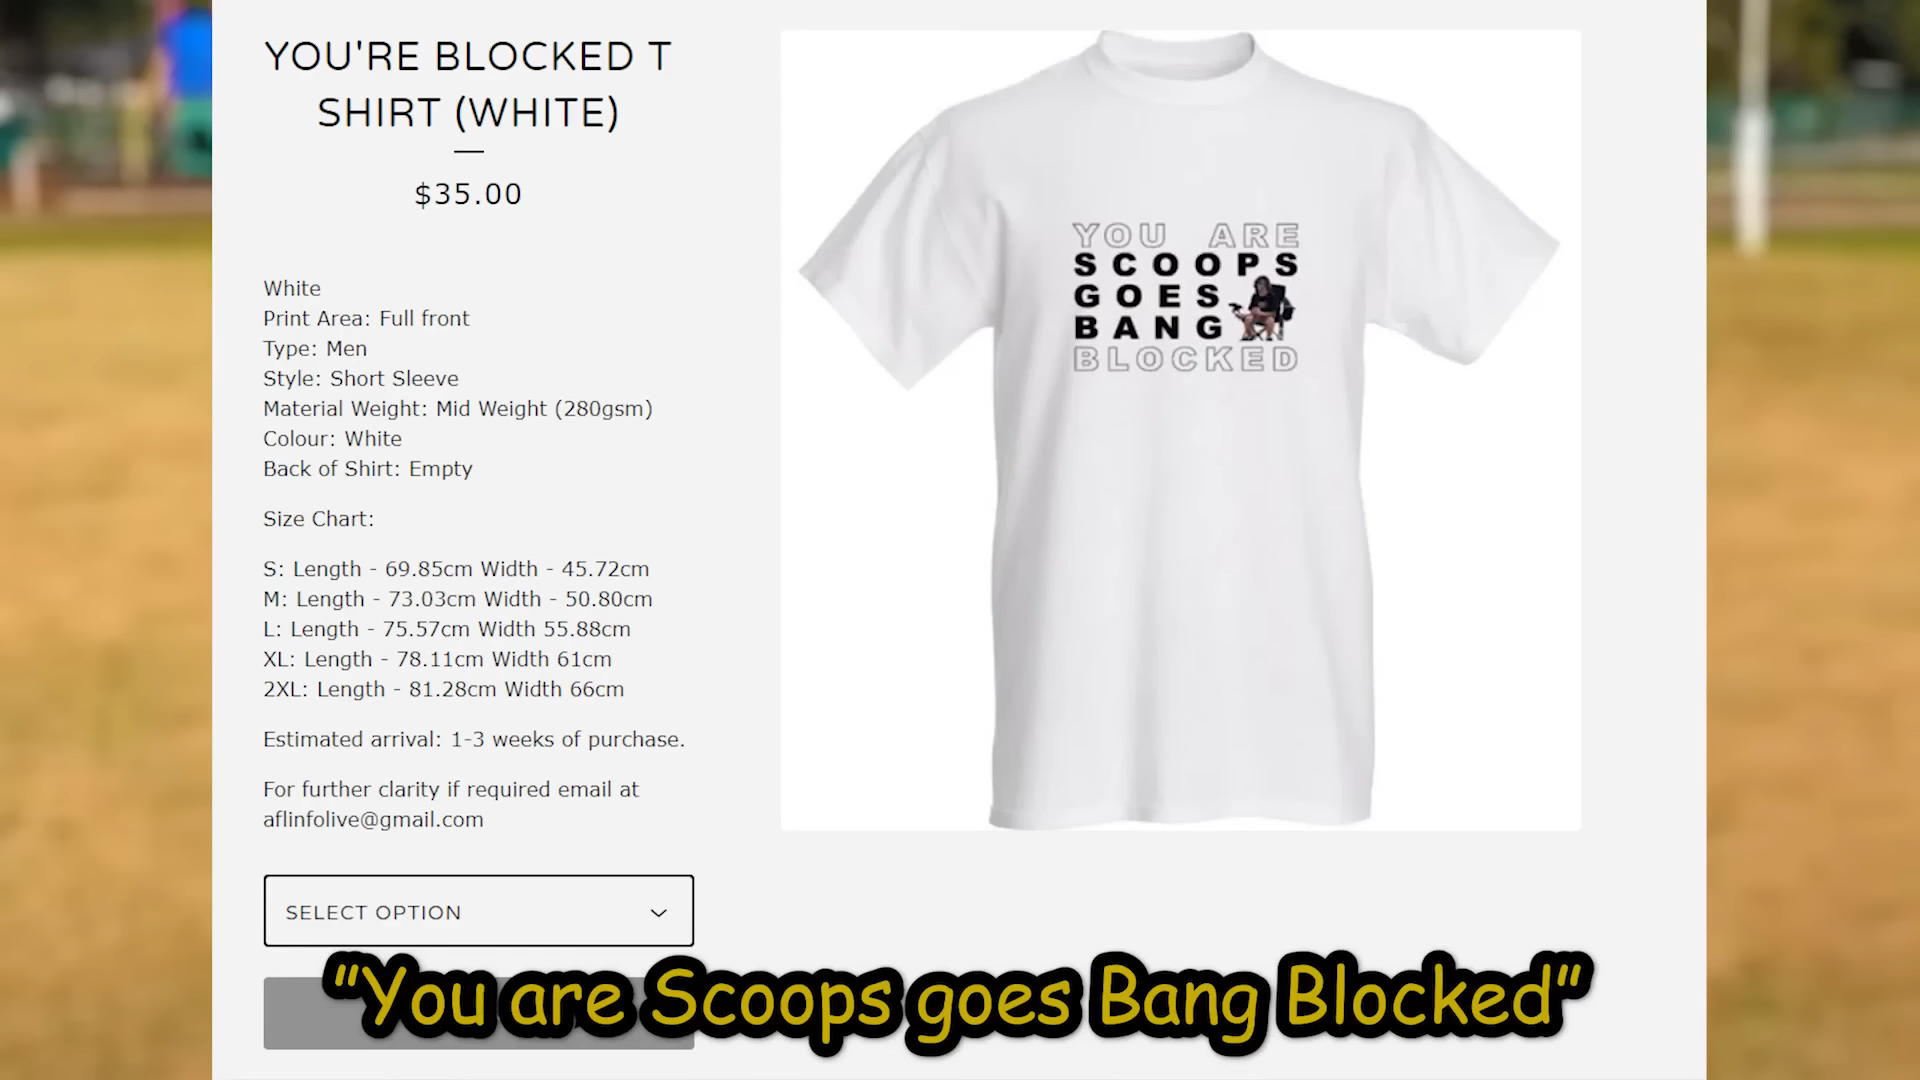 YOU'RE BLOCKED T
SHIRT (WHITE)
$35.00
White
Print Area: Full front
Type: Men
Style: Short Sleeve
Material Weight: Mid Weight (280gsm)
Colour: White
Back of Shirt: Empty
Size Chart:
S: Length - 69.85cm Width - 45.72cm
M: Length - 73.03cm Width - 50.80cm
L: Length - 75.57cm Width 55.88cm
XL: Length - 78.11cm Width 61cm
2XL: Length - 81.28cm Width 66cm
Estimated arrival: 1-3 weeks of purchase.
For further clarity if required email at
aflinfolive@gmail.com
SELECT OPTION
YOU ARE
SCOOPS
GOES
BANG
BLOCKED
"You are Scoops goes Bang Blocked"